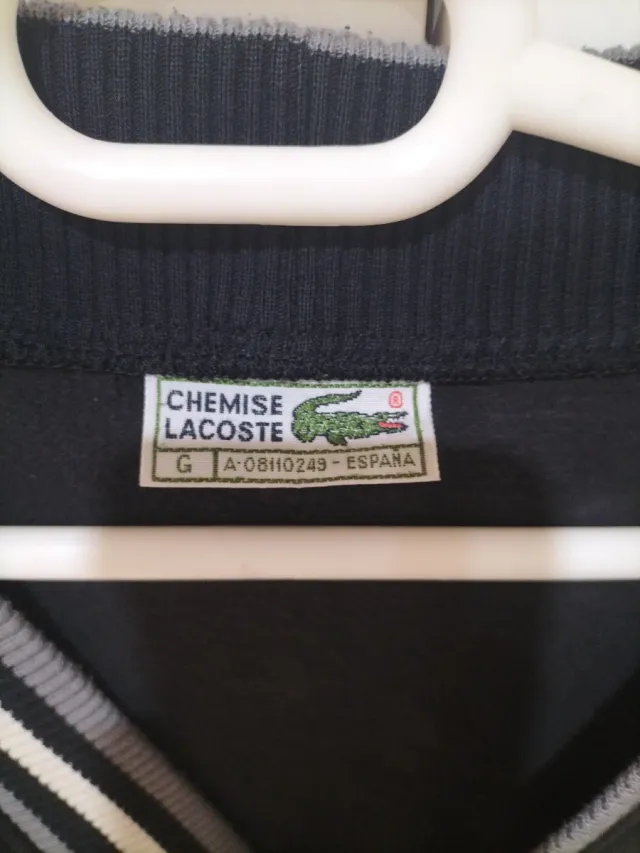 CHEMISE
LACOSTE
®
G A-08110249 - ESPAÑA